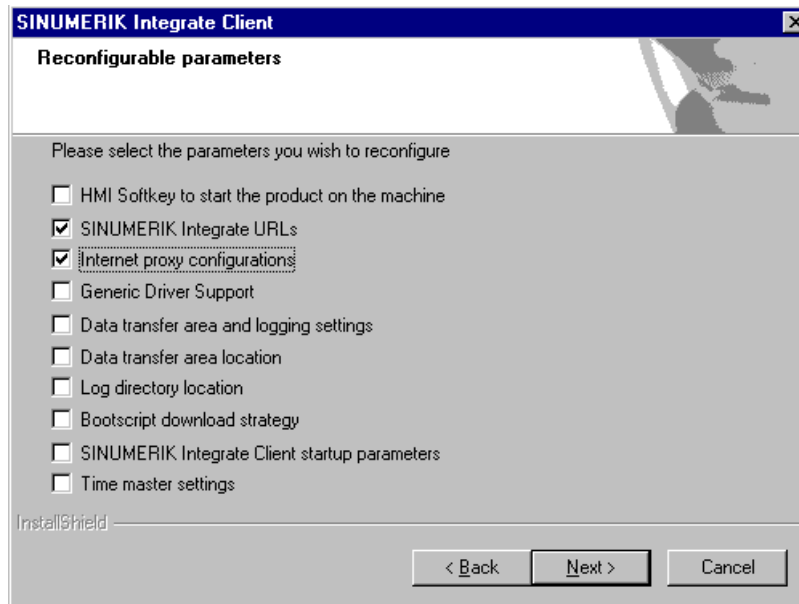 SINUMERIK Integrate Client
Reconfigurable parameters
Please select the parameters you wish to reconfigure
HMI Softkey to start the product on the machine
SINUMERIK Integrate URLs
Internet proxy configurations
Generic Driver Support
Data transfer area and logging settings
Data transfer area location
Log directory location
Bootscript download strategy
SINUMERIK Integrate Client startup parameters
Time master settings
InstallShield
< Back Next > Cancel